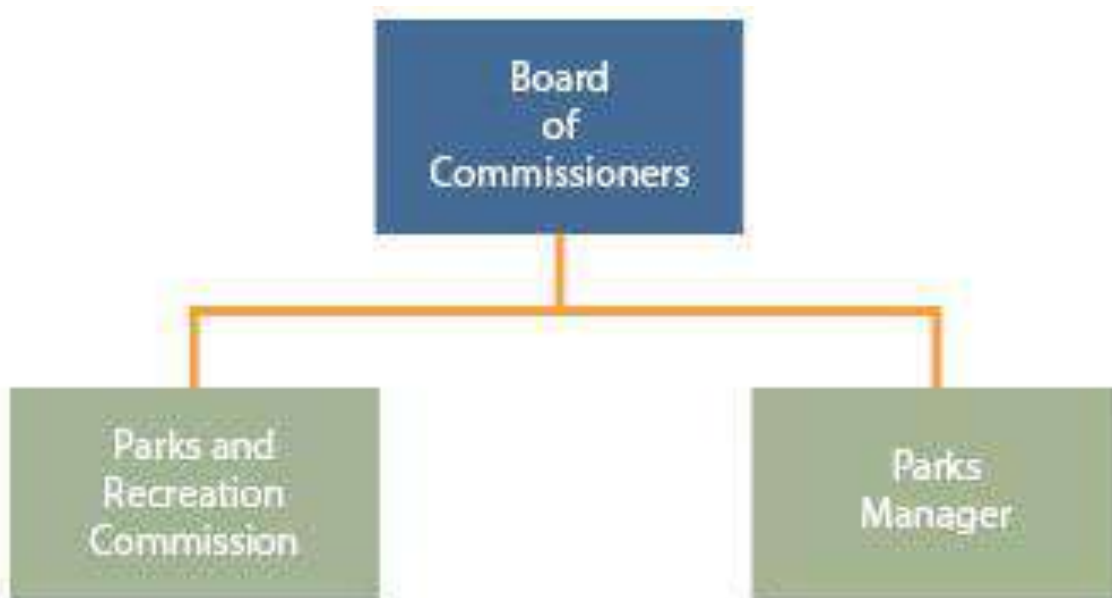 Board
of
Commissioners
Parks and
Recreation
Commission
Parks
Manager